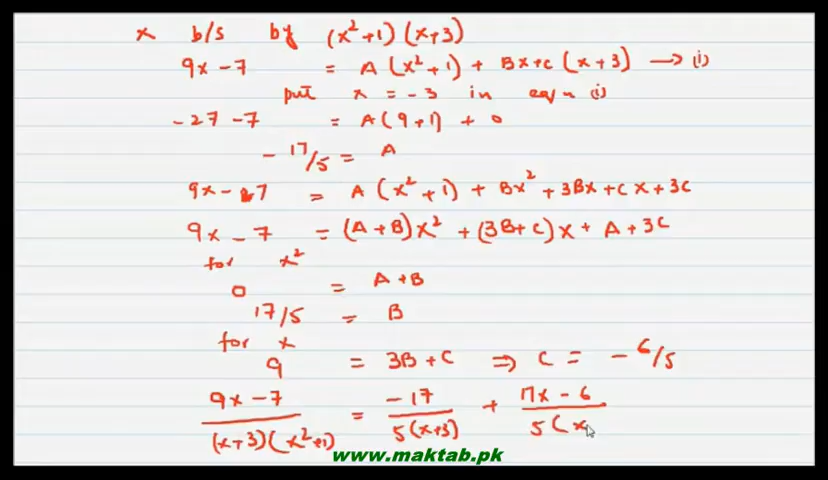 x b/s by (x²+1)(x+3)
9x-7 = A(x²+1) + Bx+c (x+3) → (i)
put x = -3 in eqn (i)
-27-7 = A(9+1) + 0
-17/5 = A
9x-7 = A(x²+1) + Bx² + 3Bx + Cx + 3C
9x-7 = (A+B)x² + (3B+C)x + A + 3C
for x²
0 = A+B
17/5 = B
for x
9 = 3B+C ⇒ C = -6/5
9x-7/(x+3)(x²+1) = -17/5(x+3) + 17x-6/5(x
www.maktab.pk